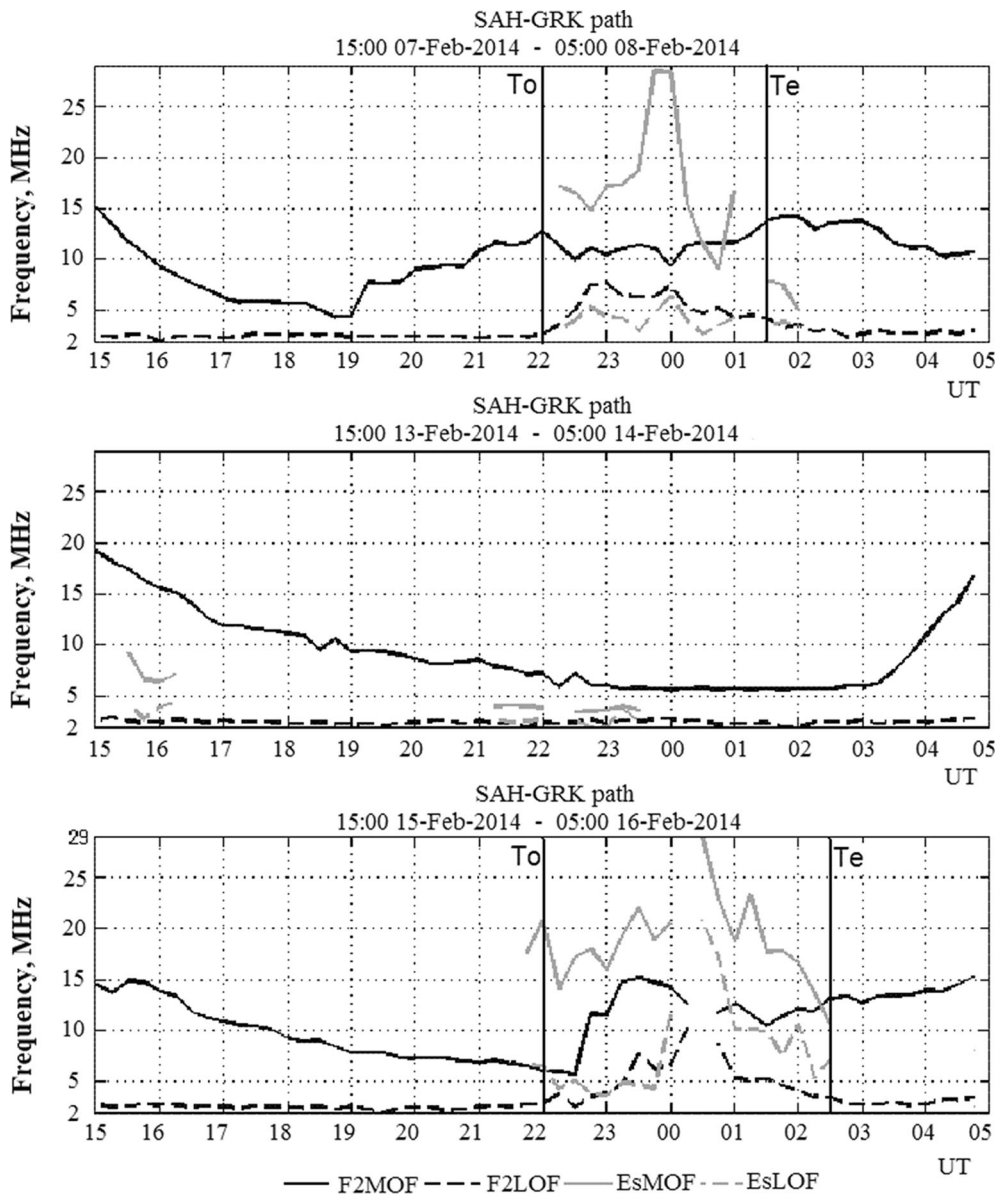 SAH-GRK path
15:00 07-Feb-2014 - 05:00 08-Feb-2014
To
Te
Frequency, MHz
25
20
15
10
5
2
15 16 17 18 19 20 21 22 23 00 01 02 03 04 05
UT
SAH-GRK path
15:00 13-Feb-2014 - 05:00 14-Feb-2014
Frequency, MHz
25
20
15
10
5
2
15 16 17 18 19 20 21 22 23 00 01 02 03 04 05
UT
SAH-GRK path
15:00 15-Feb-2014 - 05:00 16-Feb-2014
To
Te
Frequency, MHz
29
25
20
15
10
5
2
15 16 17 18 19 20 21 22 23 00 01 02 03 04 05
UT
F2MOF F2LOF EsMOF EsLOF